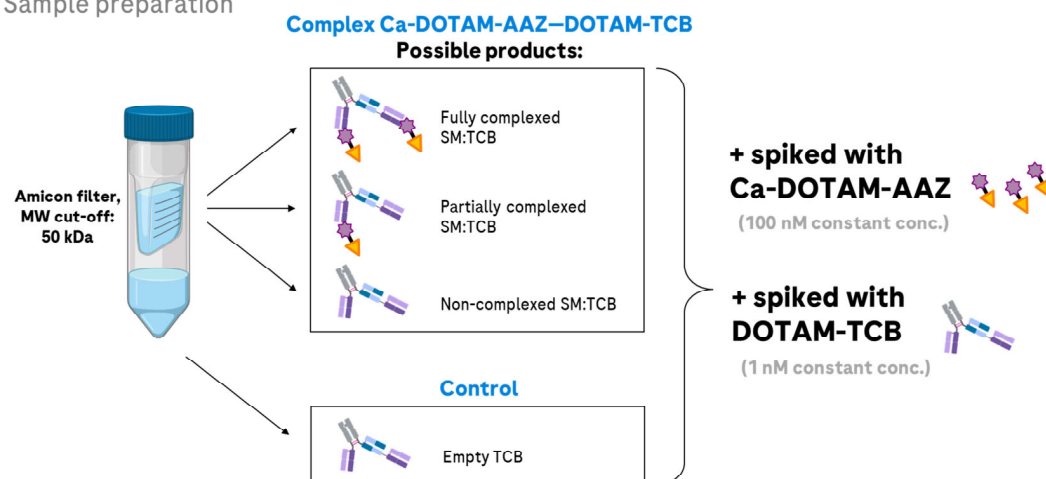 Sample preparation
Complex Ca-DOTAM-AAZ—DOTAM-TCB
Possible products:
Amicon filter,
MW cut-off:
50 kDa
Fully complexed
SM:TCB
Partially complexed
SM:TCB
Non-complexed SM:TCB
Control
Empty TCB
+ spiked with
Ca-DOTAM-AAZ
(100 nM constant conc.)
+ spiked with
DOTAM-TCB
(1 nM constant conc.)